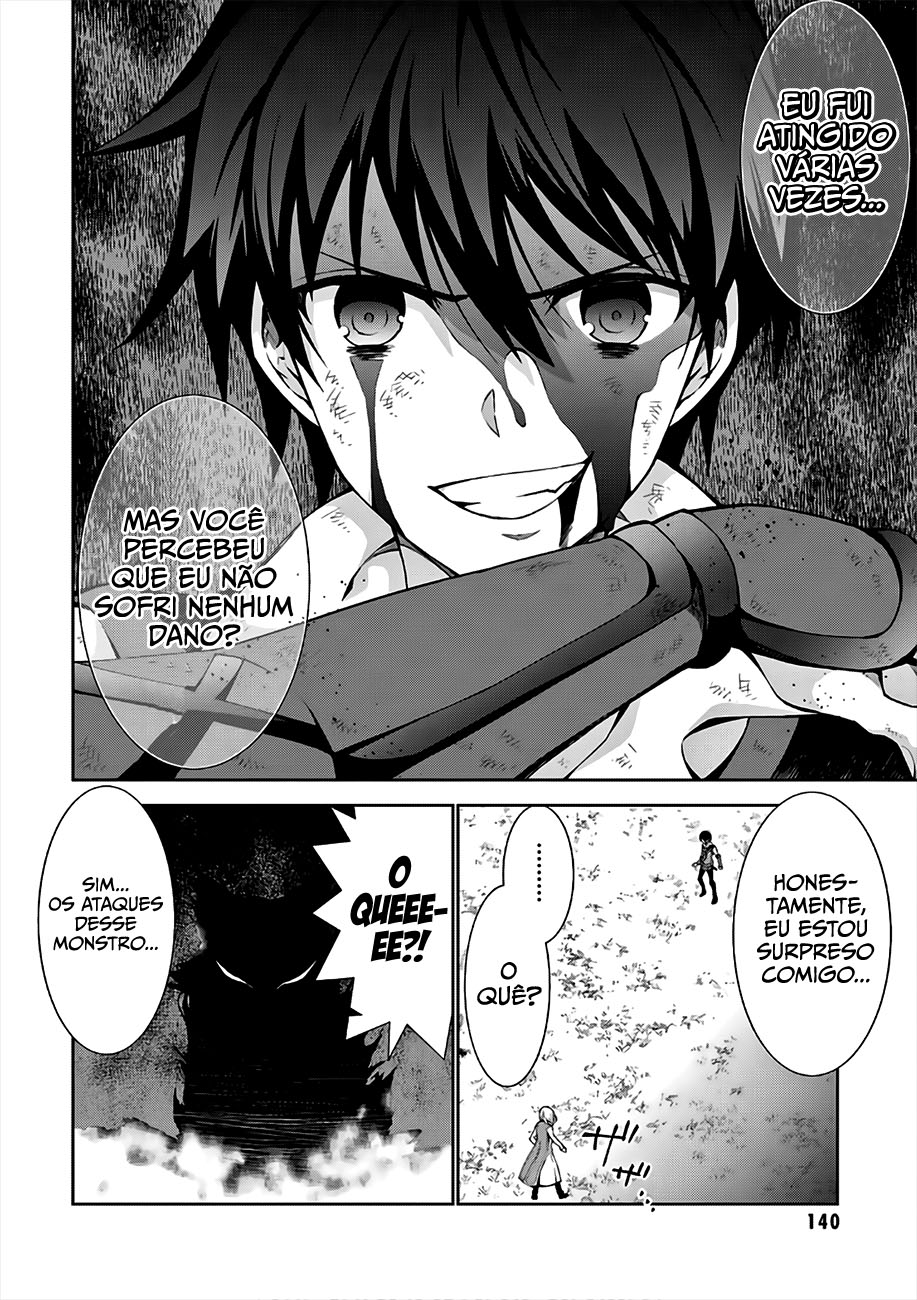 EU FUI
ATINGIDO
VÁRIAS
VEZES...
MAS VOCÊ
PERCEBEU
QUE EU NÃO
SOFRI NENHUM
DANO?
HONES-
TAMENTE,
EU ESTOU
SURPRESO
COMIGO...
.........
O
QUÊ?
O
QUEEE-
EE?!
SIM...
OS ATAQUES
DESSE
MONSTRO...
140